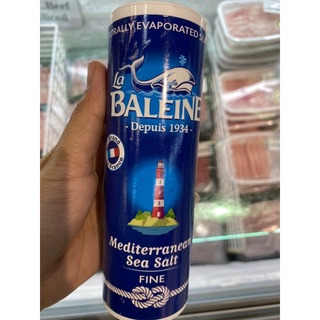 La
BALEINE
- Depuis 1934 -
Mediterranean
Sea Salt
FINE